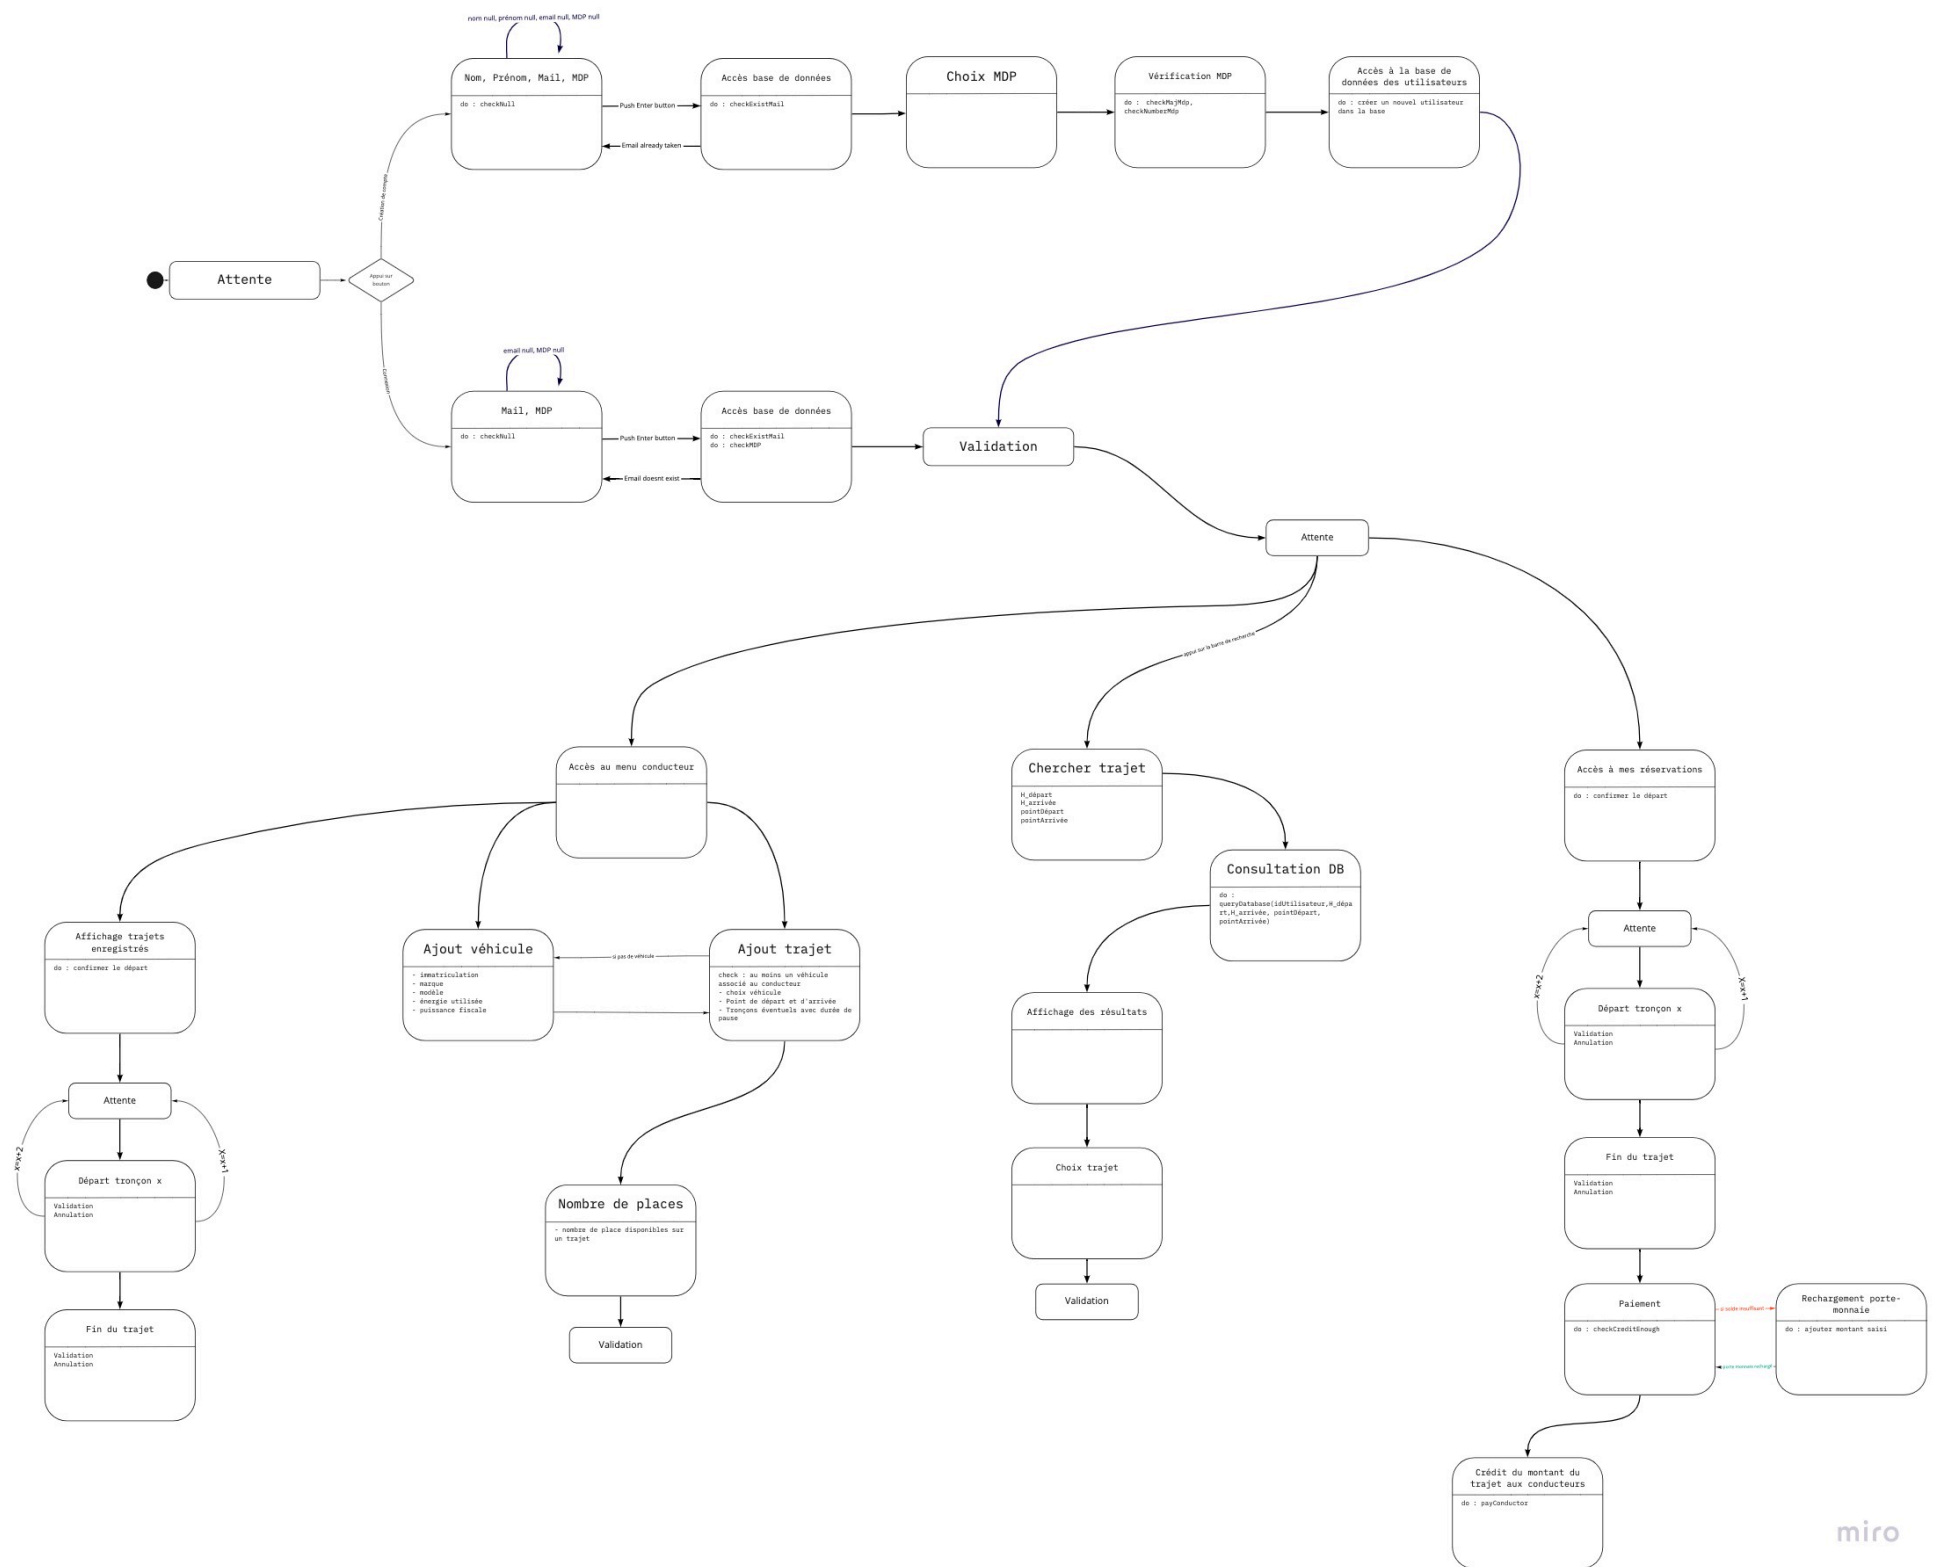 nom null, prénom null, email null, MDP null
Nom, Prénom, Mail, MDP
do : checkNull
Push Enter button
Email already taken
Accès base de données
do : checkExistMail
Choix MDP
Vérification MDP
do : checkMajMdp,
checkNumberMdp
Accès à la base de
données des utilisateurs
do : créer un nouvel utilisateur
dans la base
Création de compte
Attente
Appui sur
bouton
Connexion
email null, MDP null
Mail, MDP
do : checkNull
Push Enter button
Email doesnt exist
Accès base de données
do : checkExistMail
do : checkMDP
Validation
Attente
appui sur la barre de recherche
Accès au menu conducteur
Chercher trajet
H_départ
H_arrivée
pointDépart
pointArrivée
Accès à mes réservations
do : confirmer le départ
Consultation DB
do :
queryDatabase(idUtilisateur,H_dépa
rt,H_arrivée, pointDépart,
pointArrivée)
Affichage trajets
enregistrés
do : confirmer le départ
Ajout véhicule
- immatriculation
- marque
- modèle
- énergie utilisée
- puissance fiscale
si pas de véhicule
Ajout trajet
check : au moins un véhicule
associé au conducteur
- choix véhicule
- Point de départ et d'arrivée
- Tronçons éventuels avec durée de
pause
Attente
x=x+2
X=x+1
Départ tronçon x
Validation
Annulation
Affichage des résultats
Attente
x=x+2
X=x+1
Départ tronçon x
Validation
Annulation
Choix trajet
Fin du trajet
Validation
Annulation
Nombre de places
- nombre de place disponibles sur
un trajet
Validation
Validation
Fin du trajet
Validation
Annulation
Paiement
do : checkCreditEnough
si solde insuffisant
Rechargement porte-
monnaie
do : ajouter montant saisi
Crédit du montant du
trajet aux conducteurs
do : payConductor
miro